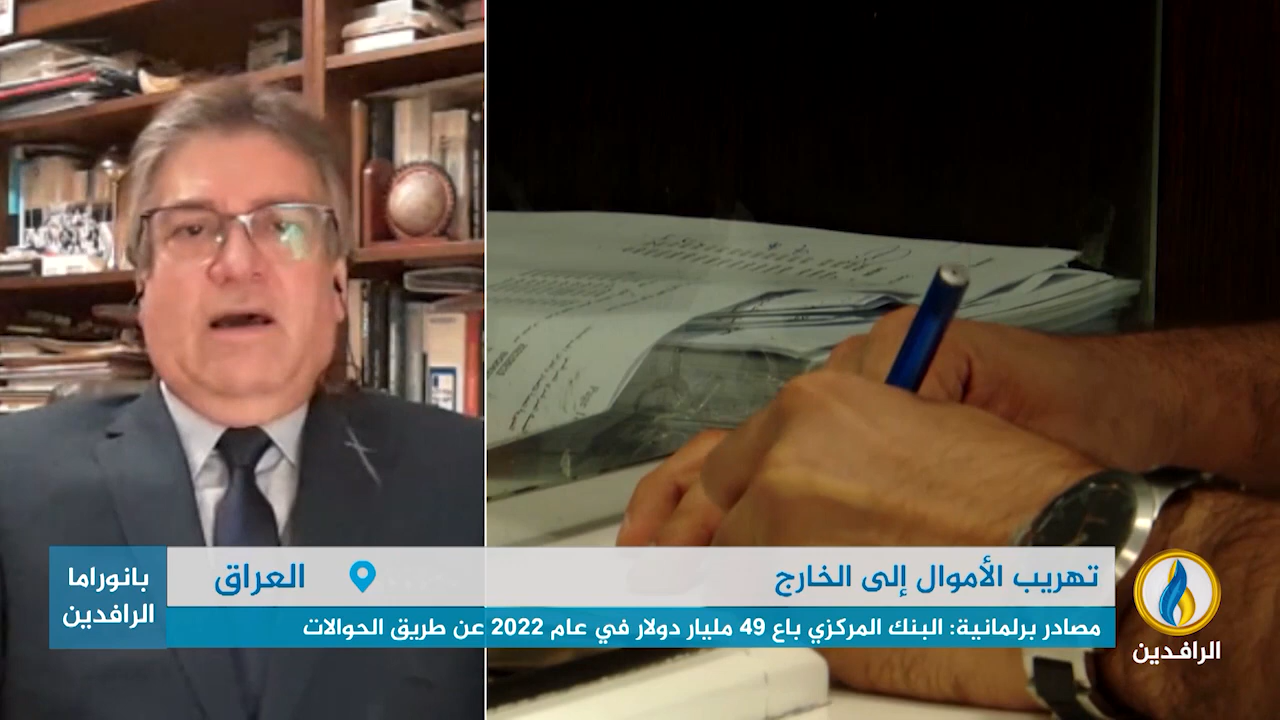 تهريب الأموال إلى الخارج
العراق
مصادر برلمانية: البنك المركزي باع 49 مليار دولار في عام 2022 عن طريق الحوالات
بانوراما
الرافدين
الرافدين